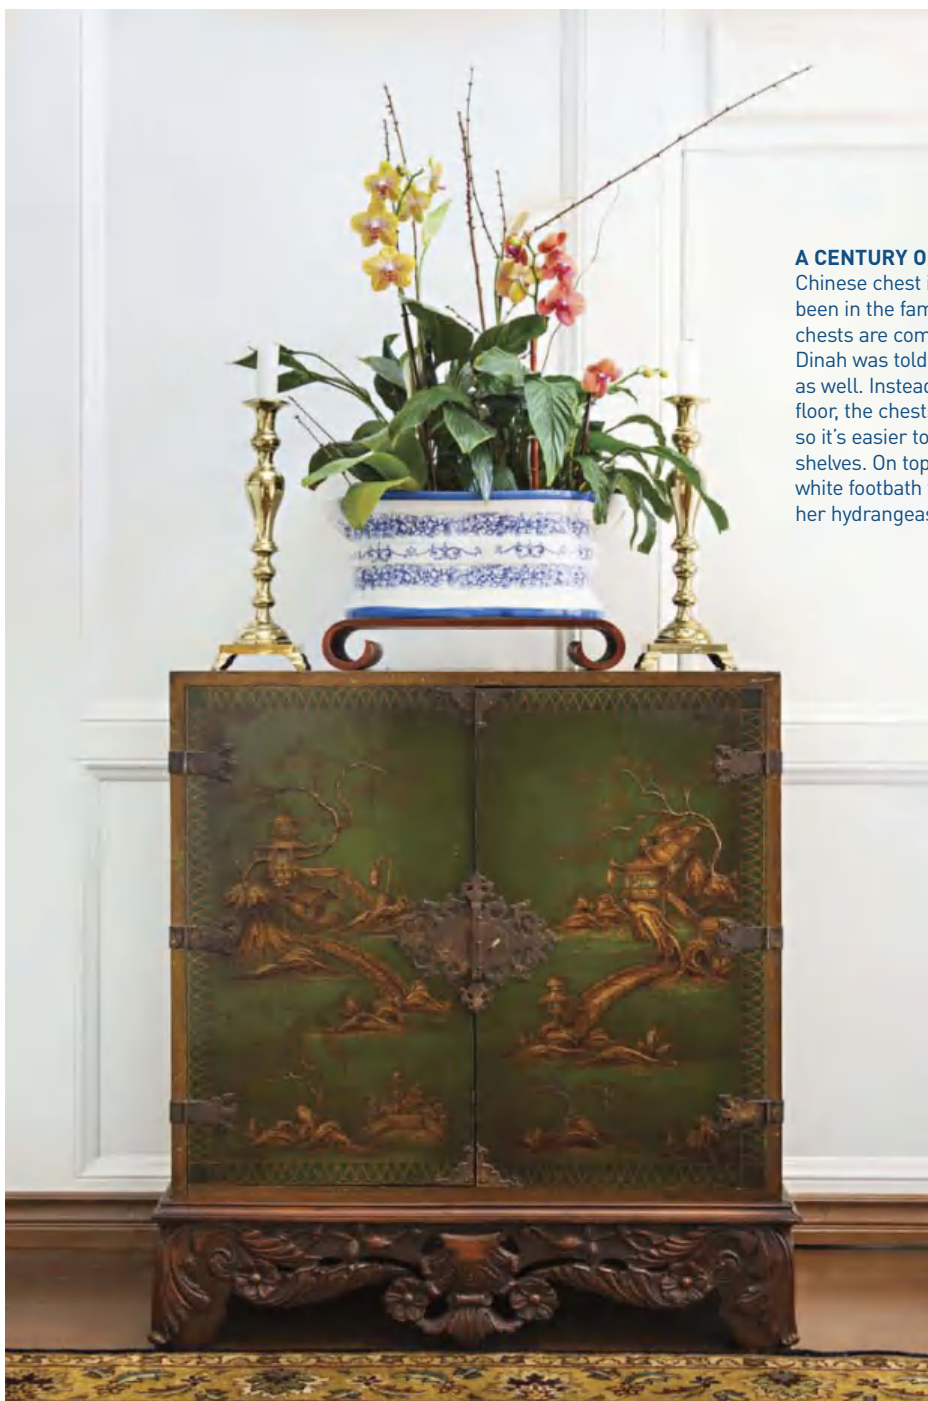 A CENTURY O
Chinese chest i
been in the fam
chests are com
Dinah was told
as well. Instead
floor, the chest
so it's easier to
shelves. On top
white footbath
her hydrangeas